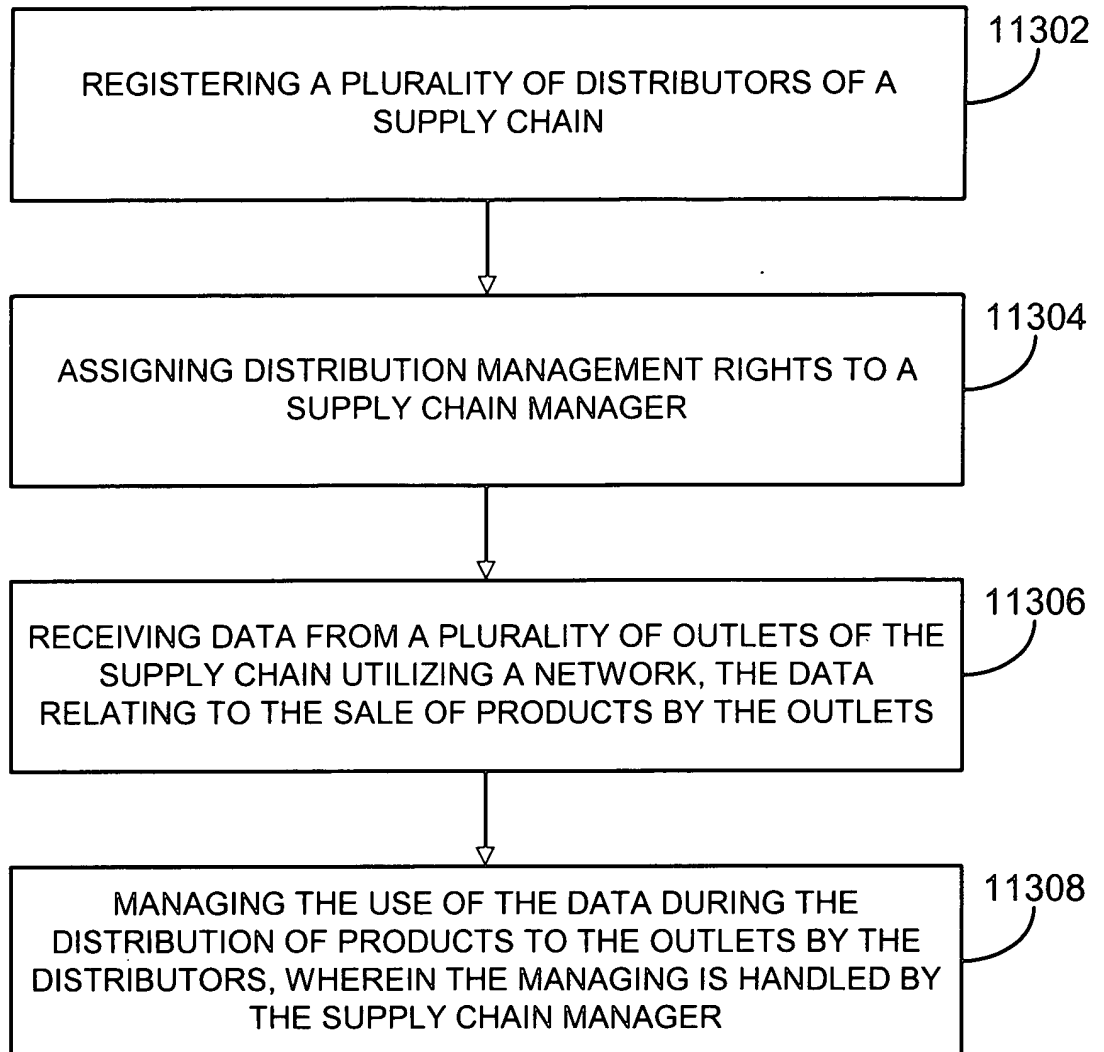 11302
REGISTERING A PLURALITY OF DISTRIBUTORS OF A
SUPPLY CHAIN
11304
ASSIGNING DISTRIBUTION MANAGEMENT RIGHTS TO A
SUPPLY CHAIN MANAGER
11306
RECEIVING DATA FROM A PLURALITY OF OUTLETS OF THE
SUPPLY CHAIN UTILIZING A NETWORK, THE DATA
RELATING TO THE SALE OF PRODUCTS BY THE OUTLETS
11308
MANAGING THE USE OF THE DATA DURING THE
DISTRIBUTION OF PRODUCTS TO THE OUTLETS BY THE
DISTRIBUTORS, WHEREIN THE MANAGING IS HANDLED BY
THE SUPPLY CHAIN MANAGER